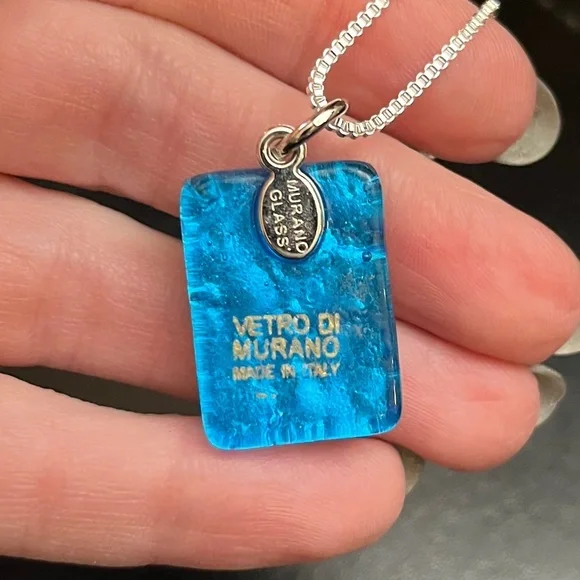 MURANO
GLASS
VETRO DI
MURANO
MADE IN ITALY